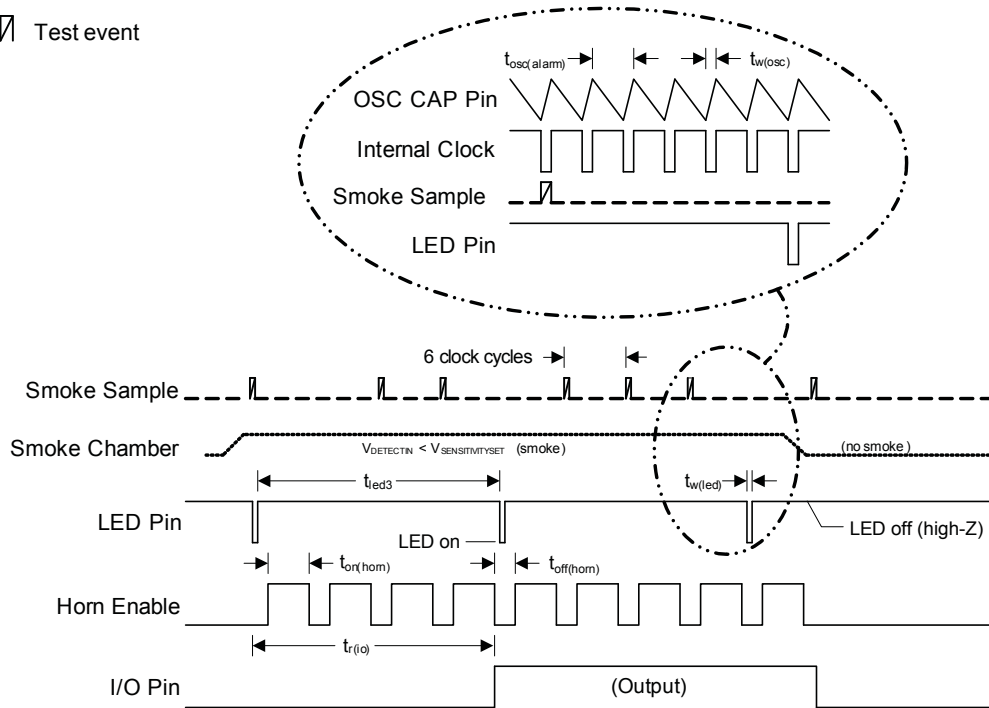 Test event
tosc(alarm)
tw(osc)
OSC CAP Pin
Internal Clock
Smoke Sample
LED Pin
6 clock cycles
Smoke Sample
Smoke Chamber
VDETECTIN < VSENSITIVITYSET (smoke)
(no smoke)
tled3
tw(led)
LED Pin
LED on
LED off (high-Z)
ton(horn)
toff(horn)
Horn Enable
tr(io)
I/O Pin
(Output)